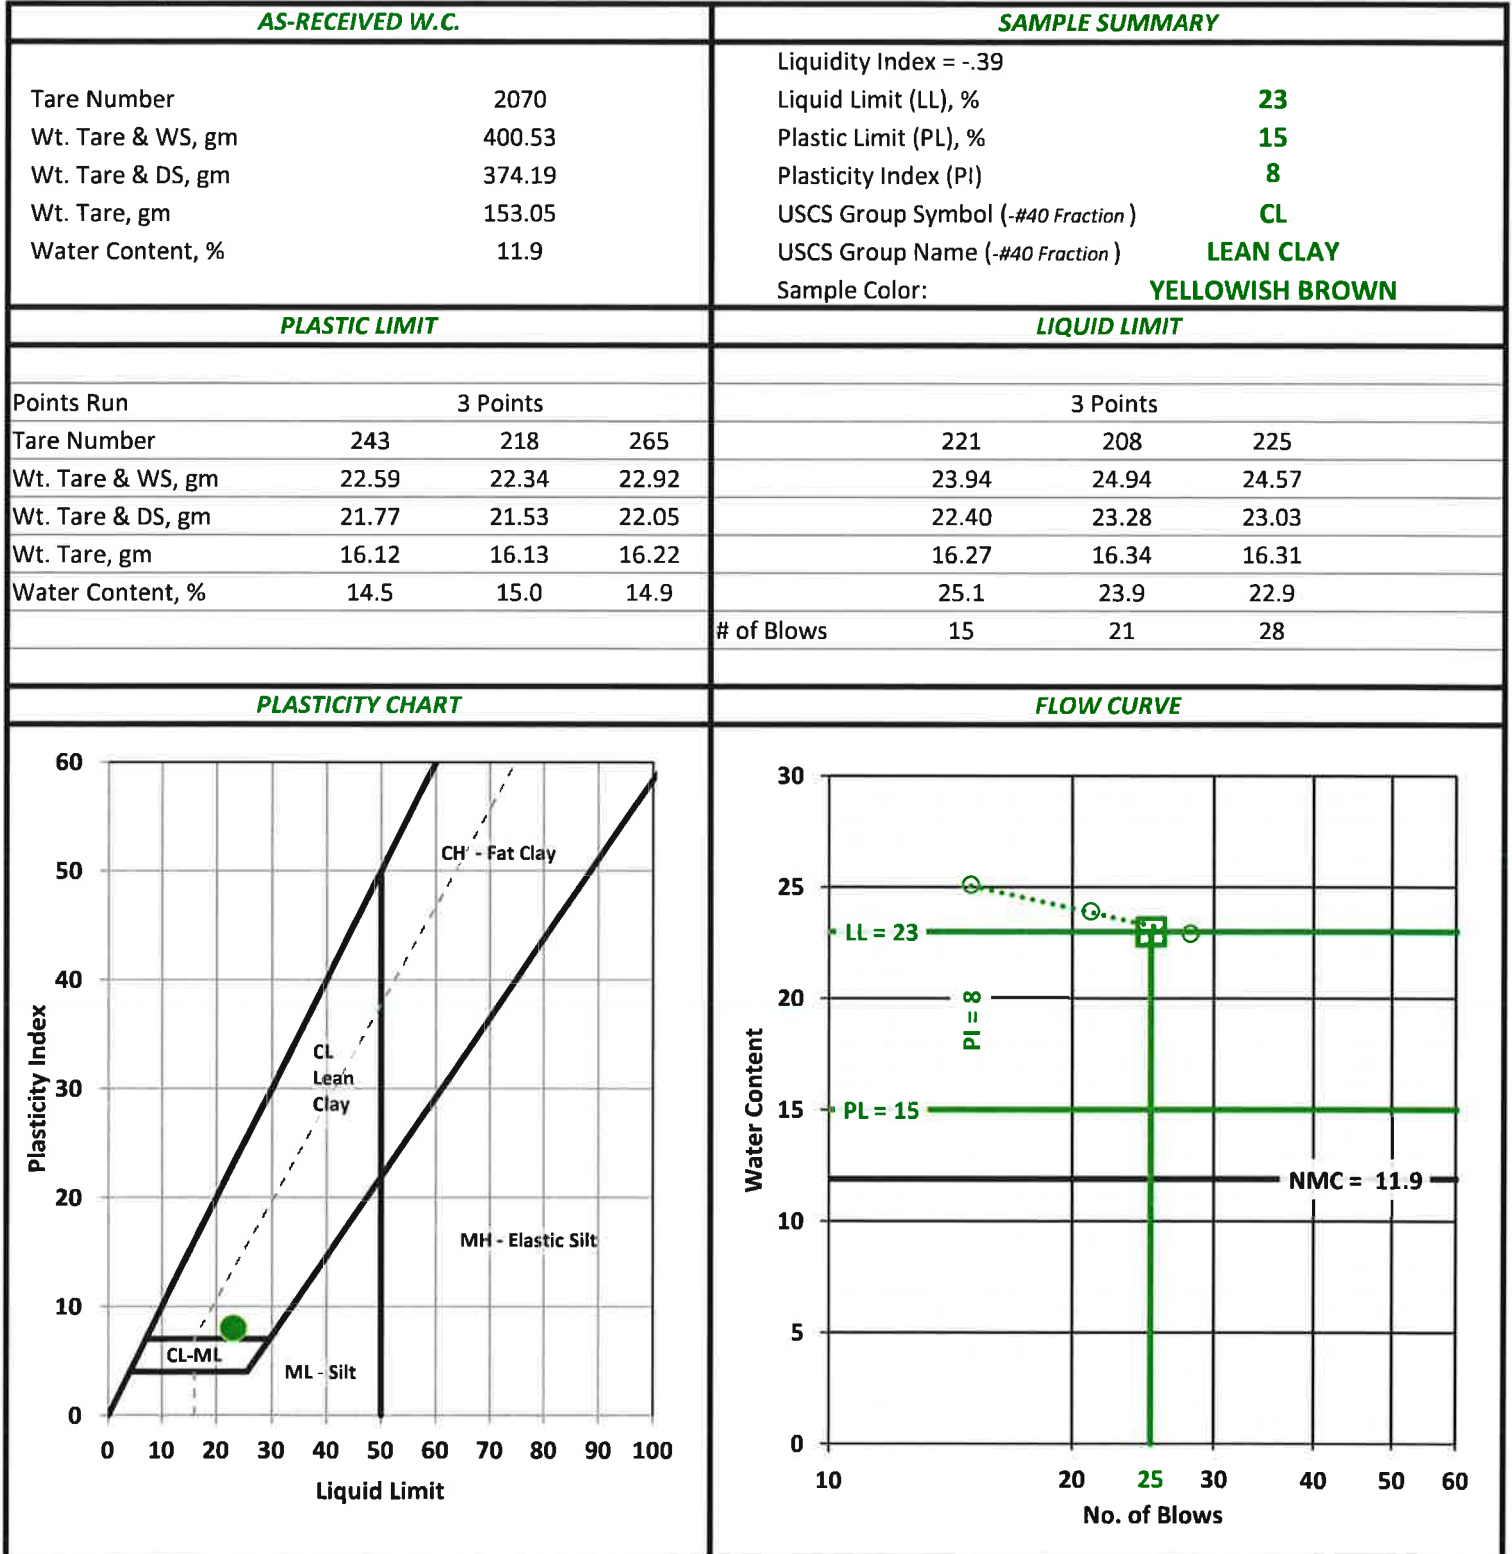 AS-RECEIVED W.C.
Tare Number 2070
Wt. Tare & WS, gm 400.53
Wt. Tare & DS, gm 374.19
Wt. Tare, gm 153.05
Water Content, % 11.9
SAMPLE SUMMARY
Liquidity Index = -.39
Liquid Limit (LL), % 23
Plastic Limit (PL), % 15
Plasticity Index (PI) 8
USCS Group Symbol (-#40 Fraction ) CL
USCS Group Name (-#40 Fraction ) LEAN CLAY
Sample Color: YELLOWISH BROWN
PLASTIC LIMIT
Points Run 3 Points
Tare Number 243 218 265
Wt. Tare & WS, gm 22.59 22.34 22.92
Wt. Tare & DS, gm 21.77 21.53 22.05
Wt. Tare, gm 16.12 16.13 16.22
Water Content, % 14.5 15.0 14.9
LIQUID LIMIT
3 Points
221 208 225
23.94 24.94 24.57
22.40 23.28 23.03
16.27 16.34 16.31
25.1 23.9 22.9
# of Blows 15 21 28
PLASTICITY CHART
60
50
40
30
20
10
0
Plasticity Index
CH - Fat Clay
CL
Lean
Clay
MH - Elastic Silt
CL-ML
ML - Silt
0 10 20 30 40 50 60 70 80 90 100
Liquid Limit
FLOW CURVE
30
25
20
15
10
5
0
Water Content
LL = 23
PI = 8
PL = 15
NMC = 11.9
10 20 25 30 40 50 60
No. of Blows